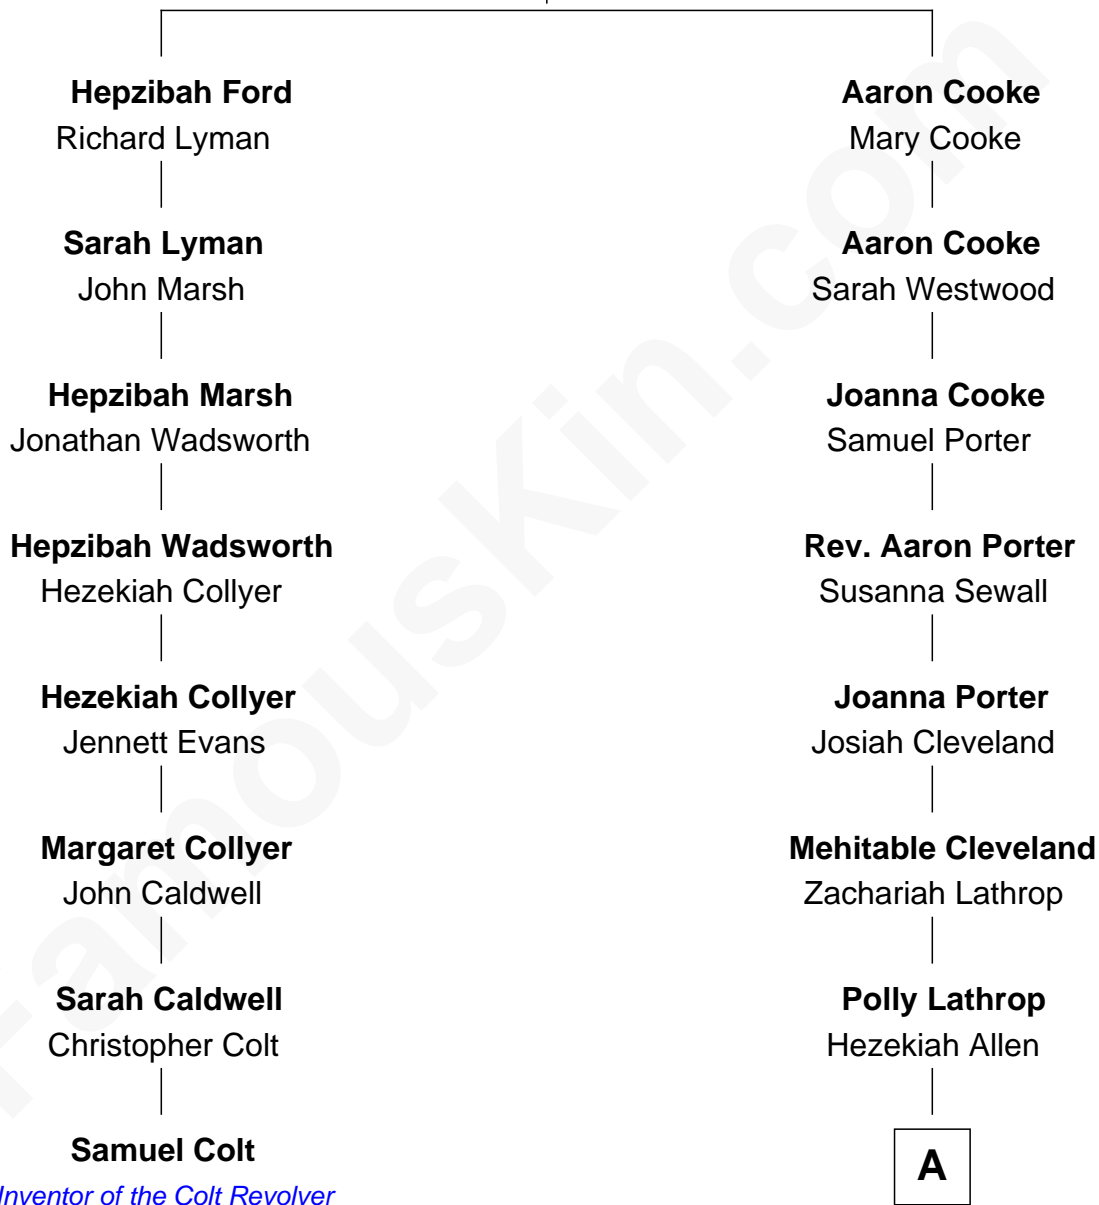 Hepzibah Ford
Richard Lyman
Sarah Lyman
John Marsh
Hepzibah Marsh
Jonathan Wadsworth
Hepzibah Wadsworth
Hezekiah Collyer
Hezekiah Collyer
Jennett Evans
Margaret Collyer
John Caldwell
Sarah Caldwell
Christopher Colt
Samuel Colt
Inventor of the Colt Revolver
Aaron Cooke
Mary Cooke
Aaron Cooke
Sarah Westwood
Joanna Cooke
Samuel Porter
Rev. Aaron Porter
Susanna Sewall
Joanna Porter
Josiah Cleveland
Mehitable Cleveland
Zachariah Lathrop
Polly Lathrop
Hezekiah Allen
A
FamousKin.com